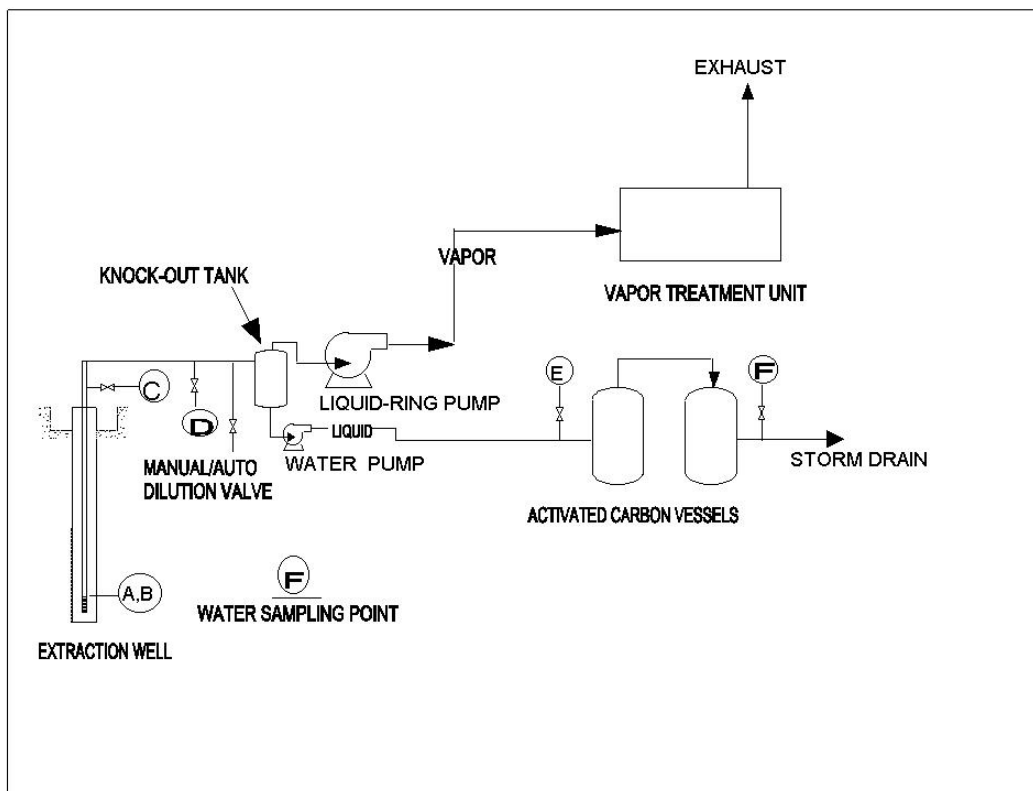 EXHAUST
VAPOR
KNOCK-OUT TANK
VAPOR TREATMENT UNIT
C
D
LIQUID-RING PUMP
E
F
LIQUID
WATER PUMP
STORM DRAIN
MANUAL/AUTO
DILUTION VALVE
ACTIVATED CARBON VESSELS
A,B
F
WATER SAMPLING POINT
EXTRACTION WELL